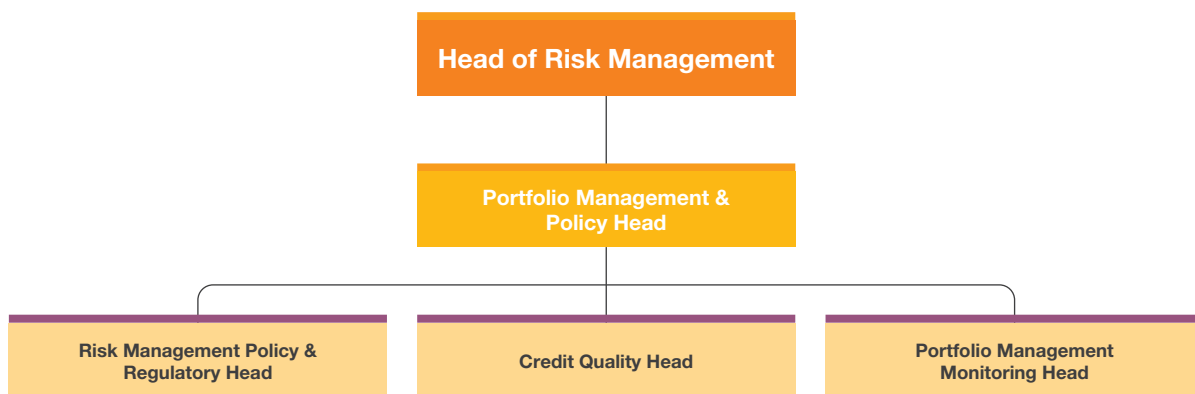 Head of Risk Management
Portfolio Management &
Policy Head
Risk Management Policy &
Regulatory Head
Credit Quality Head
Portfolio Management
Monitoring Head